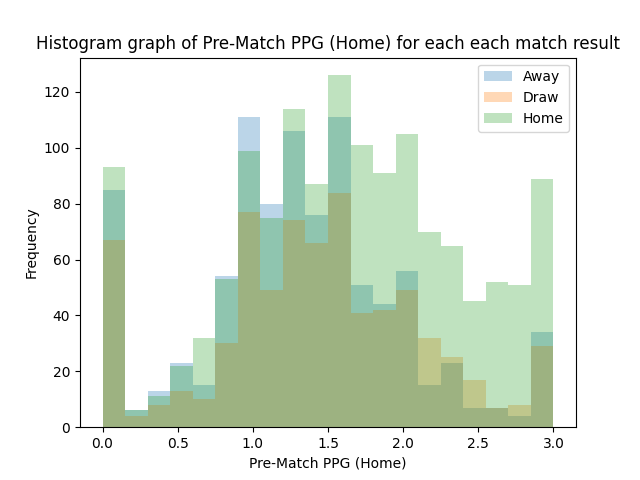 Histogram graph of Pre-Match PPG (Home) for each each match result
Away
Draw
Home
Frequency
120
100
80
60
40
20
0
0.0 0.5 1.0 1.5 2.0 2.5 3.0
Pre-Match PPG (Home)